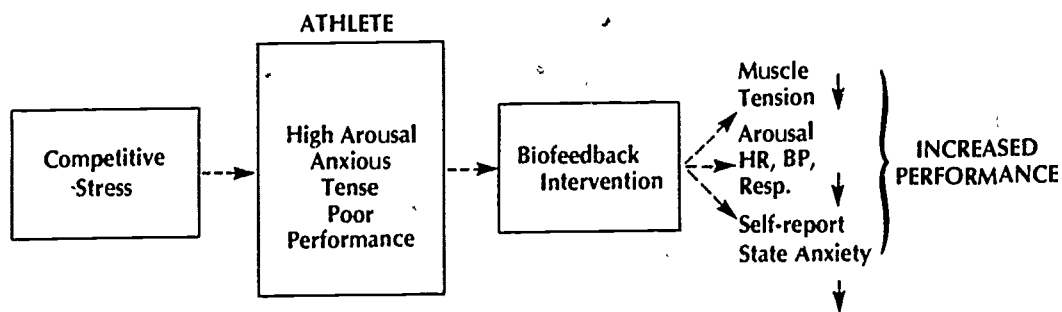 ATHLETE
Competitive
Stress
High Arousal
Anxious
Tense
Poor
Performance
Biofeedback
Intervention
Muscle
Tension
Arousal
HR, BP,
Resp.
Self-report
State Anxiety
INCREASED
PERFORMANCE